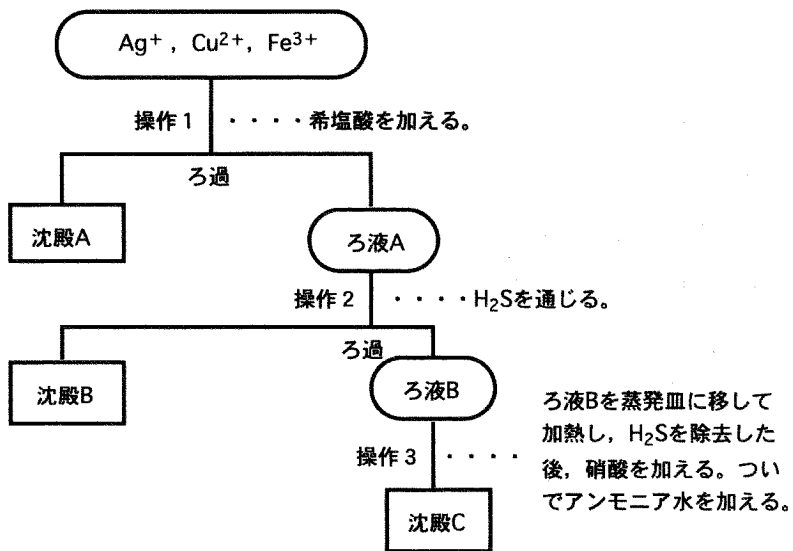 Ag⁺ , Cu²⁺, Fe³⁺
操作1 ····希塩酸を加える。
ろ過
沈殿A
ろ液A
操作2 ····H₂Sを通じる。
ろ過
沈殿B
ろ液B
ろ液Bを蒸発皿に移して
加熱し，H₂Sを除去した
操作3 ····
後，硝酸を加える。つい
でアンモニア水を加える。
沈殿C